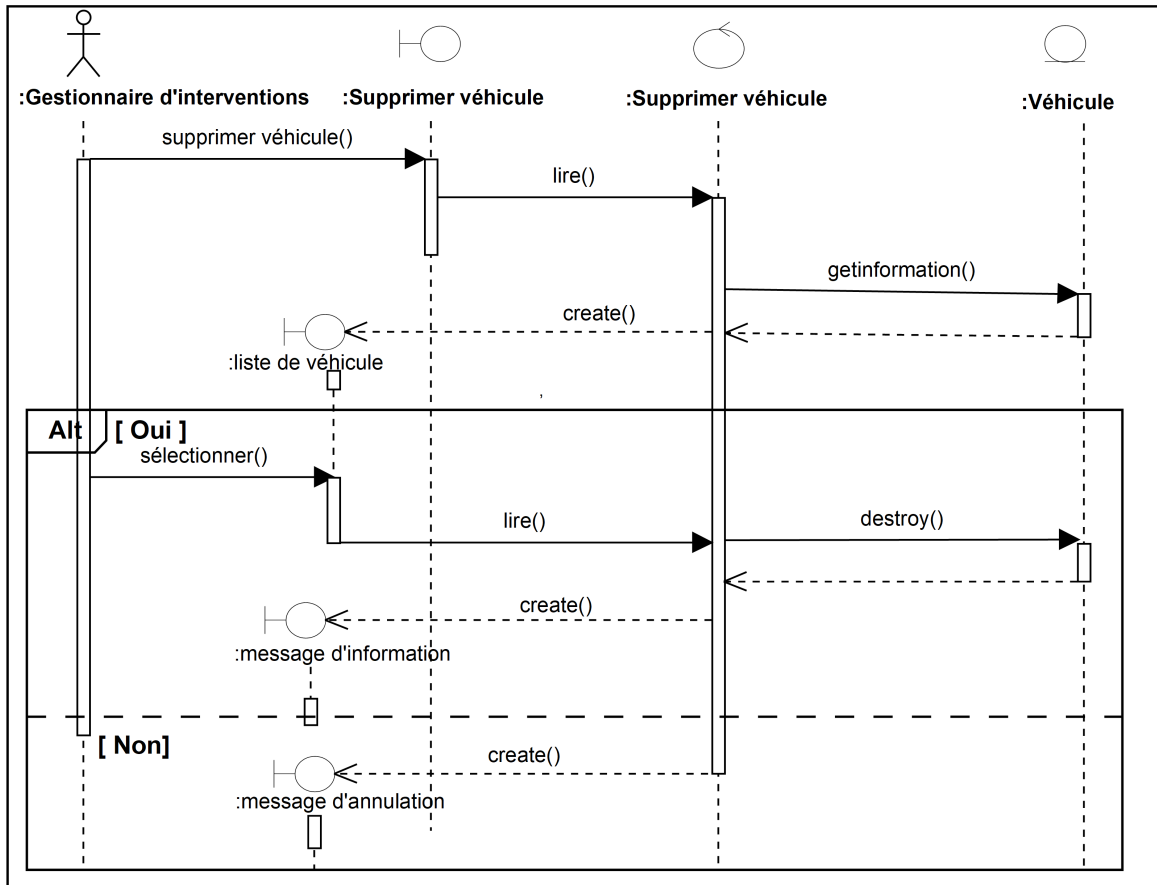 :Gestionnaire d'interventions
:Supprimer véhicule
:Supprimer véhicule
:Véhicule
supprimer véhicule()
lire()
getinformation()
create()
:liste de véhicule
,
Alt
[ Oui ]
sélectionner()
lire()
destroy()
create()
:message d'information
[ Non]
create()
:message d'annulation